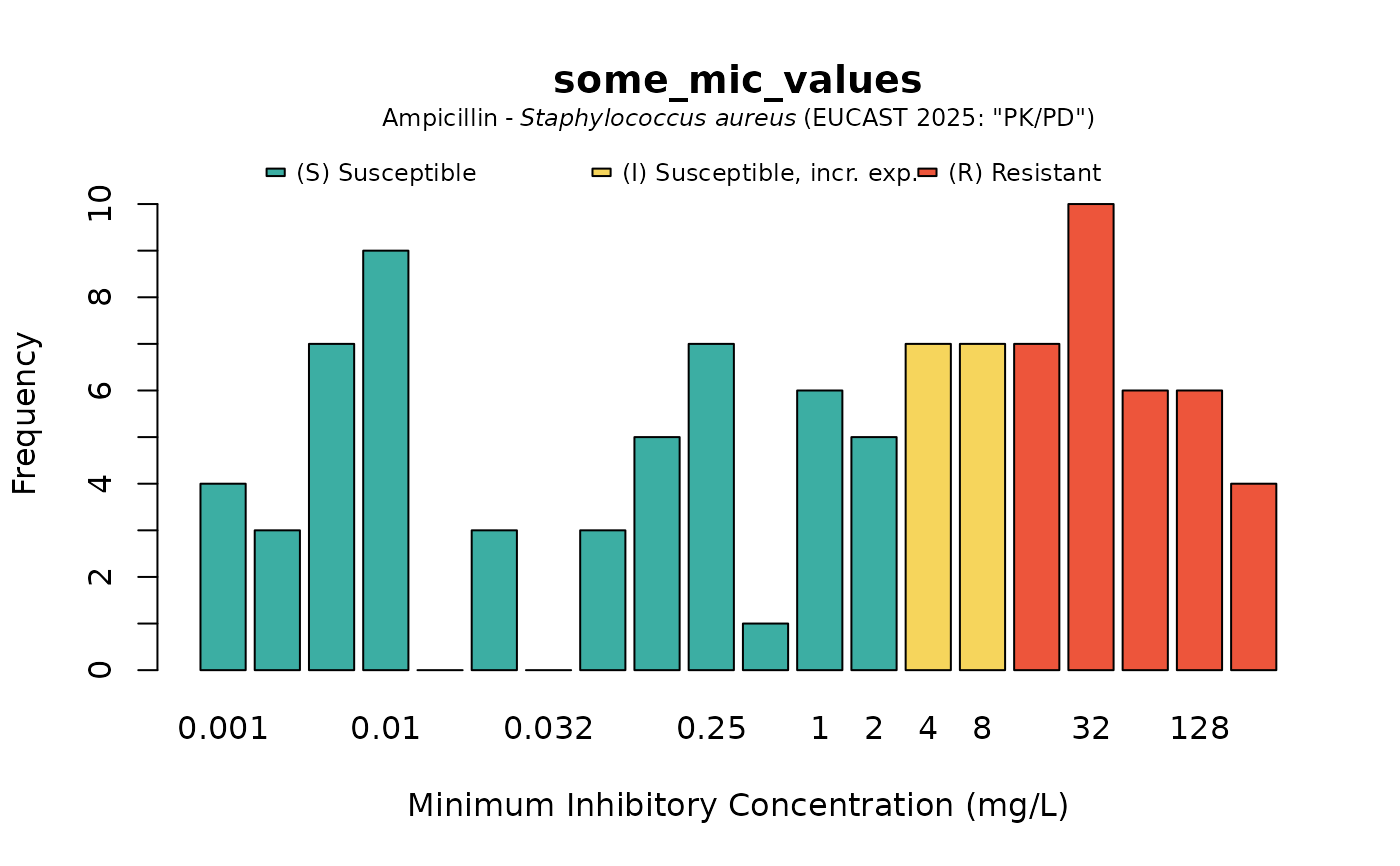 some_mic_values
Ampicillin - Staphylococcus aureus (EUCAST 2025: "PK/PD")
(S) Susceptible (I) Susceptible, incr. exp. (R) Resistant
10
8
6
4
2
0
Frequency
0.001 0.01 0.032 0.25 1 2 4 8 32 128
Minimum Inhibitory Concentration (mg/L)